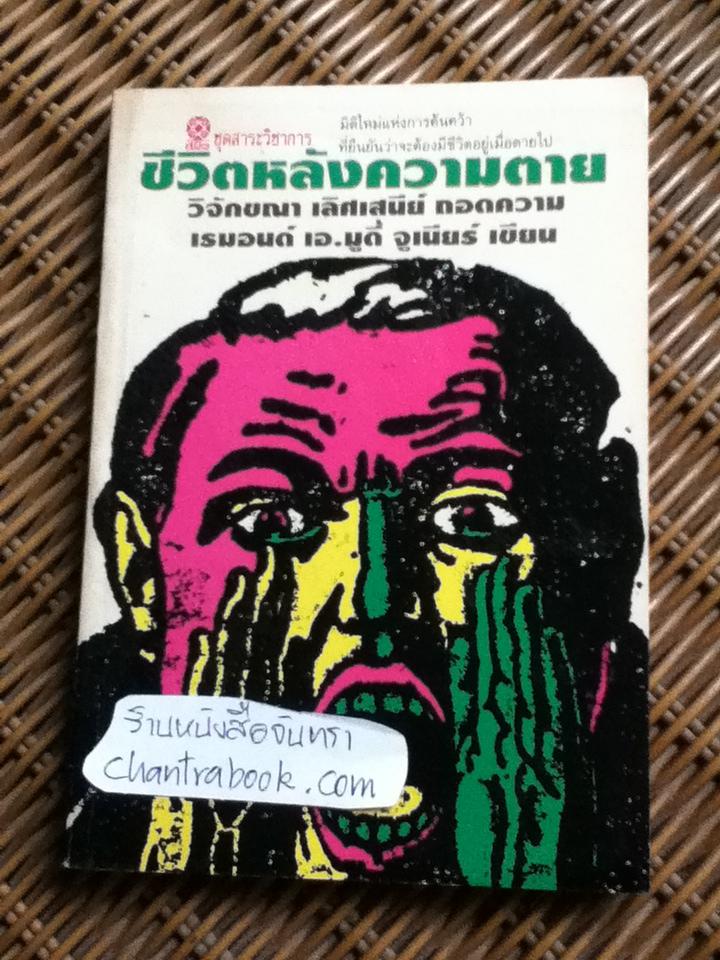 ชุดสาระวิชาการ
มิติใหม่แห่งการค้นคว้า
ที่ยืนยันว่าจะต้องมีชีวิตอยู่เมื่อตายไป
ชีวิตหลังความตาย
วิจักขณา เลิศเสนีย์ ถอดความ
เรมอนด์ เอ.มูดี จูเนียร์ เขียน
ร้านหนังสือจันทรา
chantrabook.com